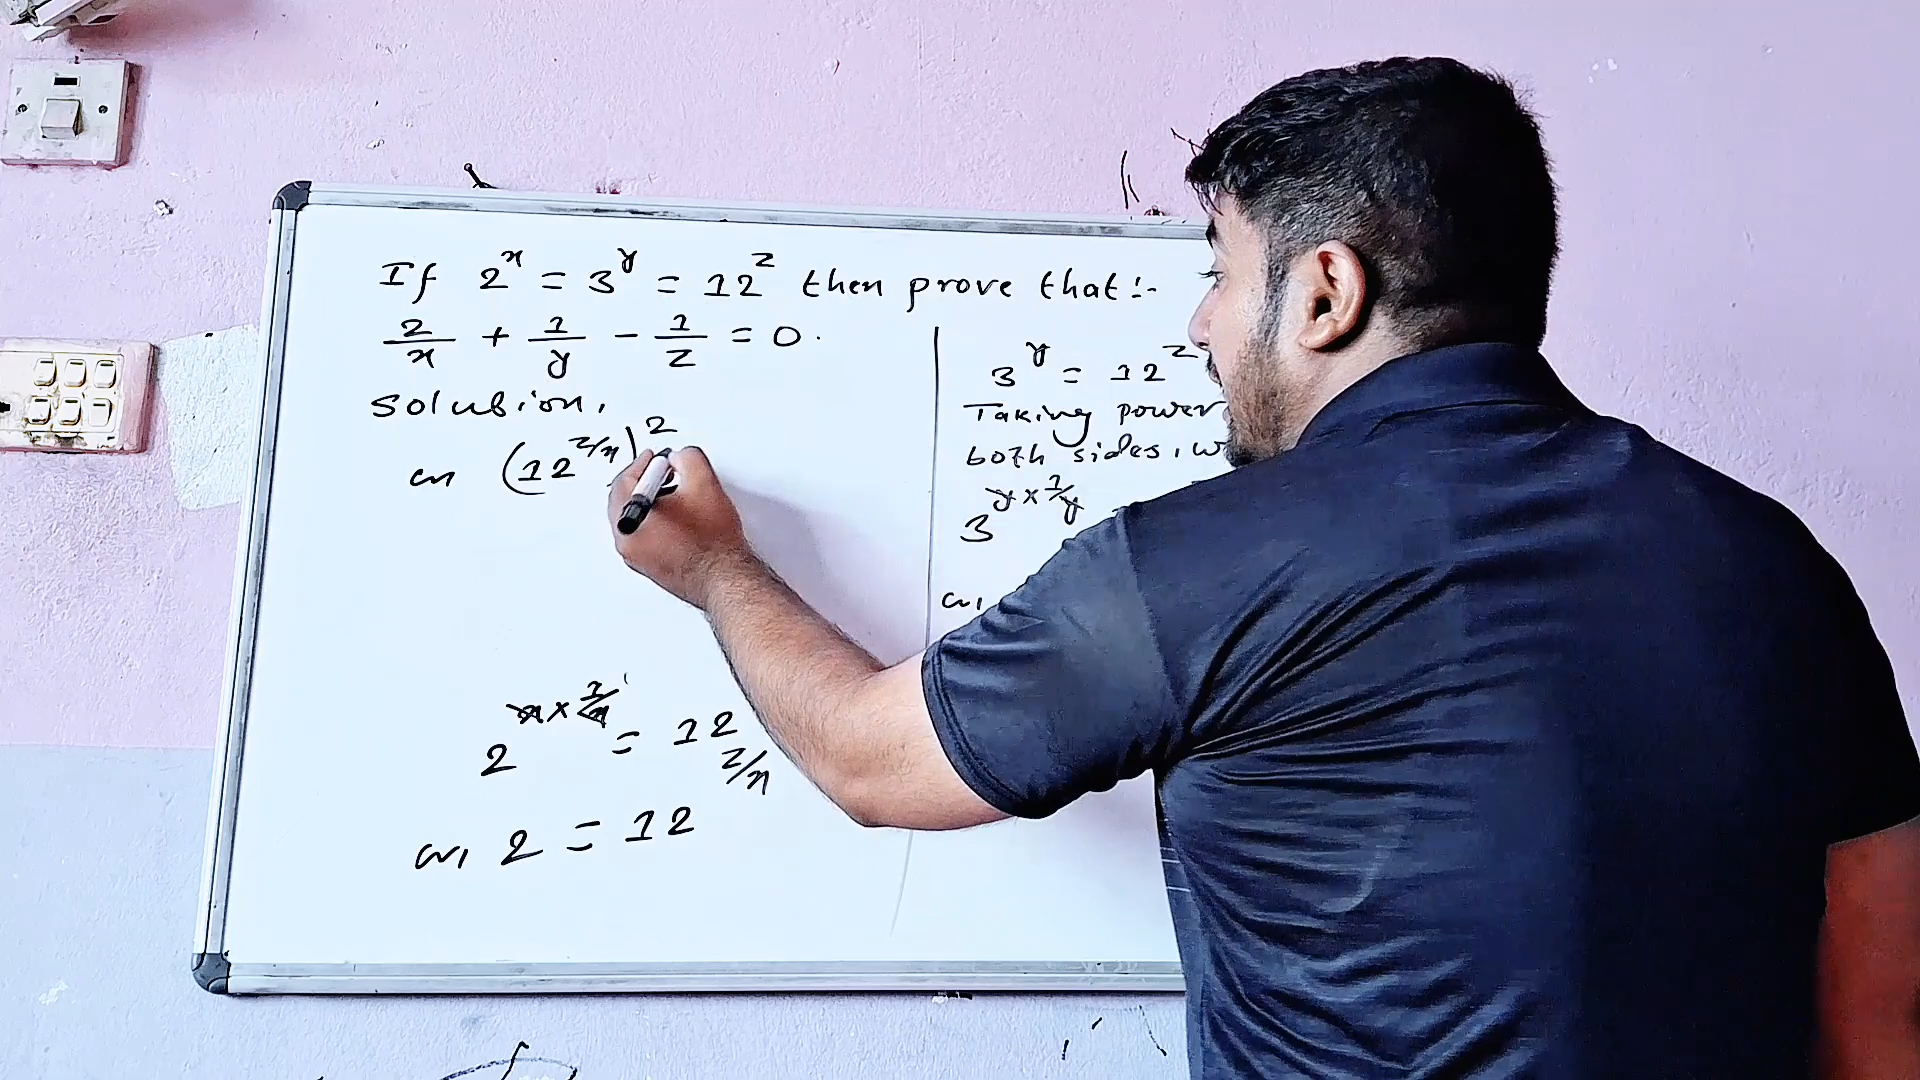 If 2^x = 3^y = 12^z then prove that :-
2/x + 1/y - 1/z = 0.
Solution,
or (12^z/x)^2
2^x × 1/x = 12
or, 2 = 12^z/x
3^y = 12^z
Taking power
both sides, w
3^y × 1/y
or,